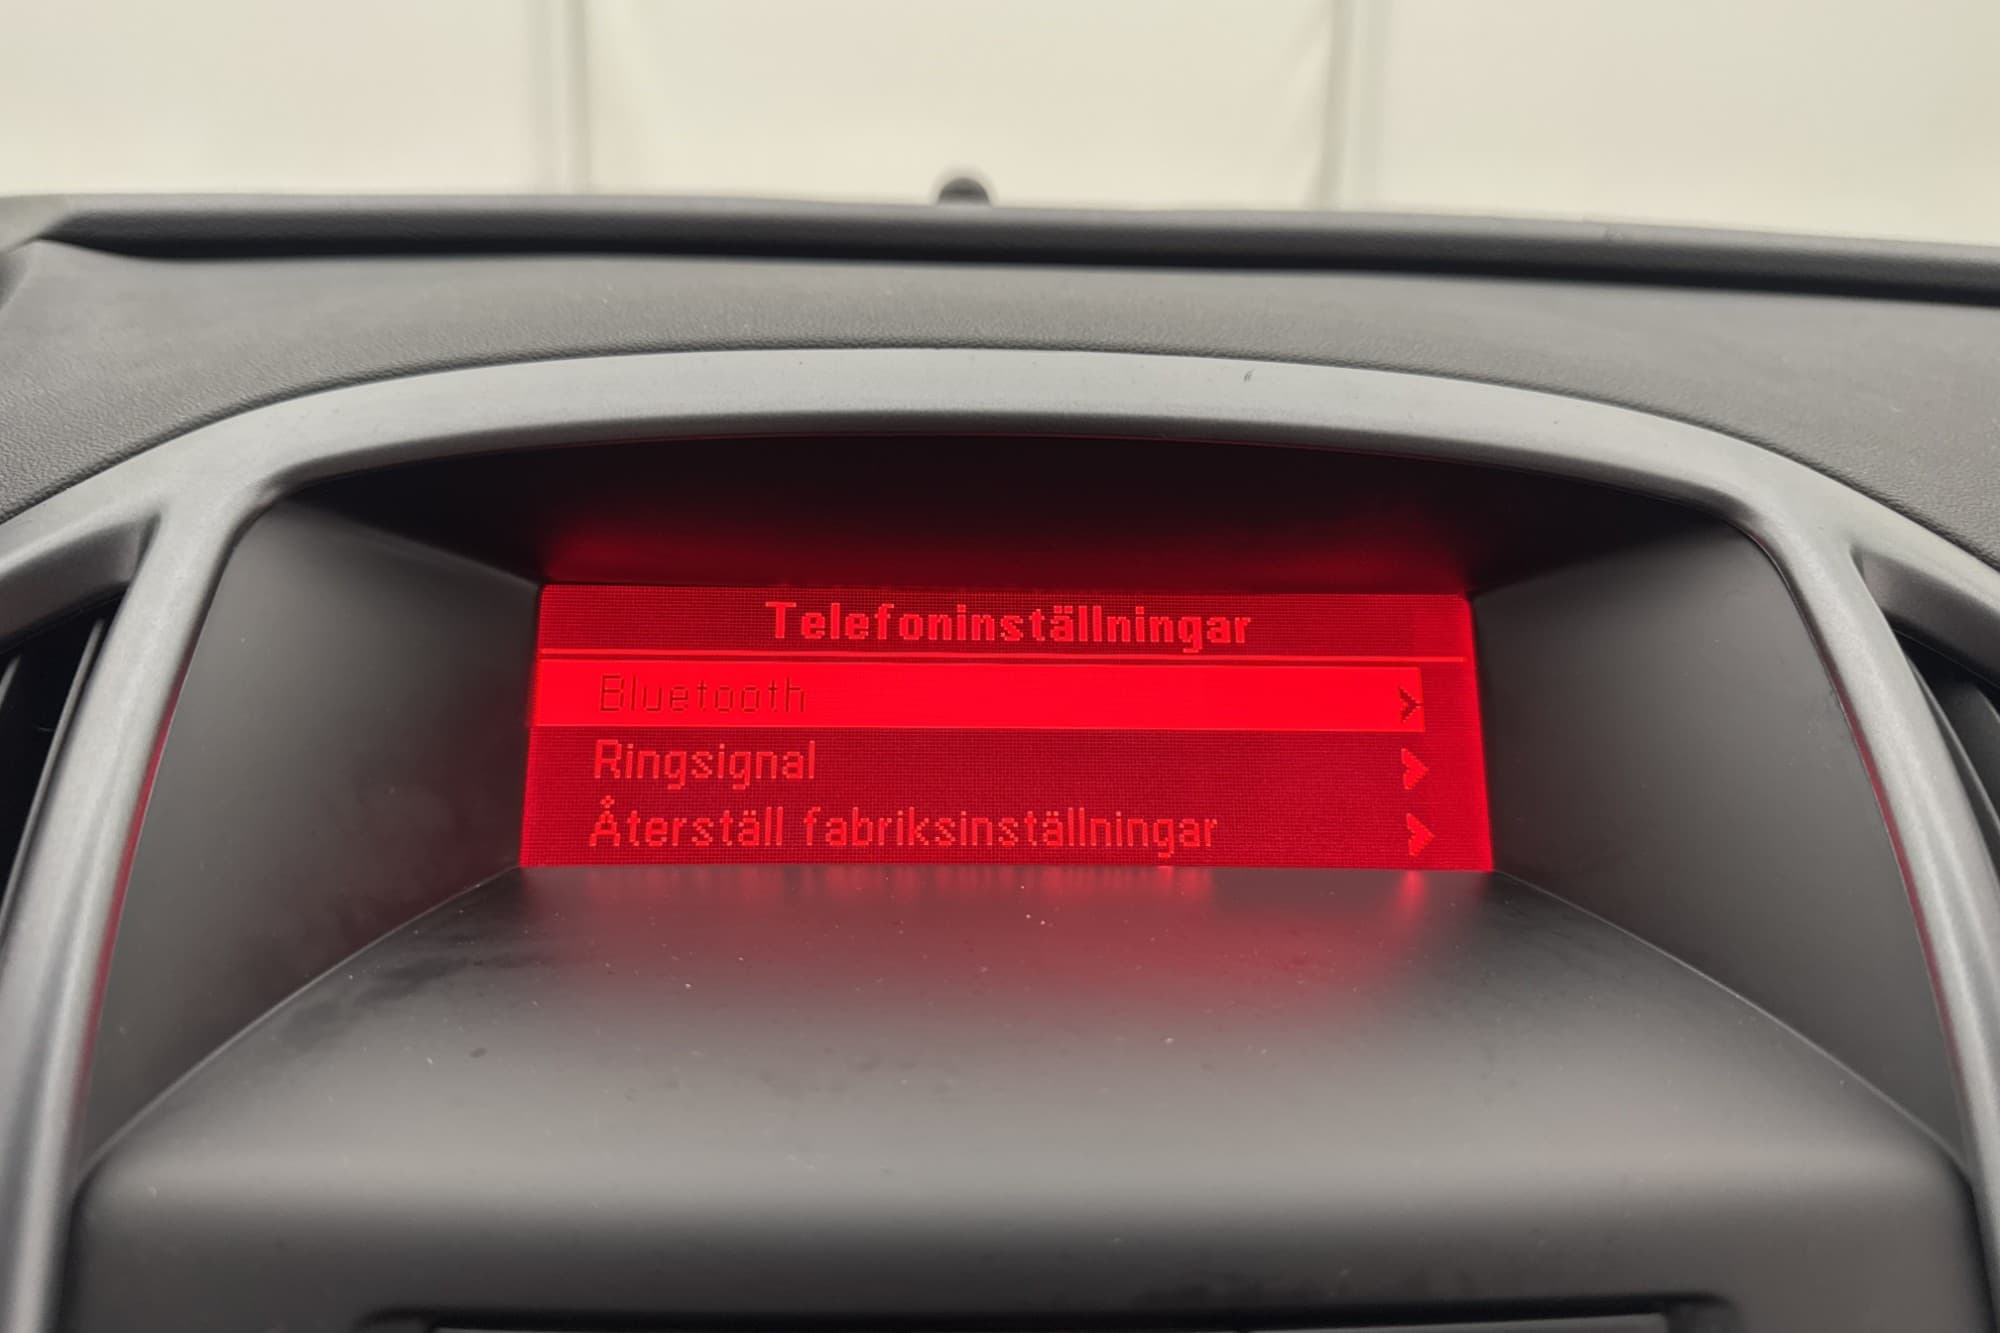 Telefoninställningar
Bluetooth
Ringsignal
Återställ fabriksinställningar